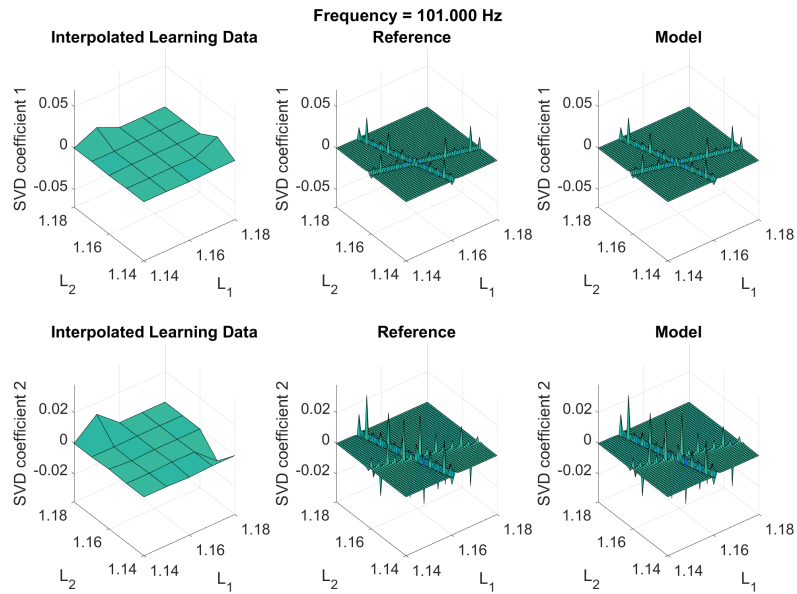 Frequency = 101.000 Hz
Interpolated Learning Data
Reference
Model
SVD coefficient 1
0.05
0
-0.05
1.18
1.16
1.14
L2
1.14
1.16
1.18
L1
SVD coefficient 1
0.05
0
-0.05
1.18
1.16
1.14
L2
1.14
1.16
1.18
L1
SVD coefficient 1
0.05
0
-0.05
1.18
1.16
1.14
L2
1.14
1.16
1.18
L1
Interpolated Learning Data
Reference
Model
SVD coefficient 2
0.02
0
-0.02
1.18
1.16
1.14
L2
1.14
1.16
1.18
L1
SVD coefficient 2
0.02
0
-0.02
1.18
1.16
1.14
L2
1.14
1.16
1.18
L1
SVD coefficient 2
0.02
0
-0.02
1.18
1.16
1.14
L2
1.14
1.16
1.18
L1